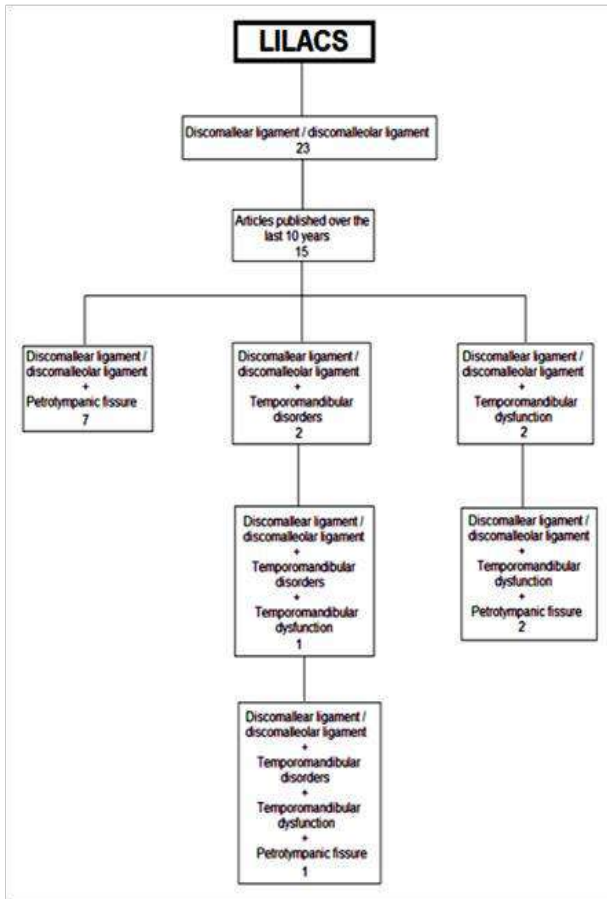 LILACS
Discomallear ligament / discomalleolar ligament
23
Articles published over the
last 10 years
15
Discomallear ligament /
discomalleolar ligament
+
Petrotympanic fissure
7
Discomallear ligament /
discomalleolar ligament
+
Temporomandibular
disorders
2
Discomallear ligament /
discomalleolar ligament
+
Temporomandibular
dysfunction
2
Discomallear ligament /
discomalleolar ligament
+
Temporomandibular
disorders
+
Temporomandibular
dysfunction
1
Discomallear ligament /
discomalleolar ligament
+
Temporomandibular
dysfunction
+
Petrotympanic fissure
2
Discomallear ligament /
discomalleolar ligament
+
Temporomandibular
disorders
+
Temporomandibular
dysfunction
+
Petrotympanic fissure
1